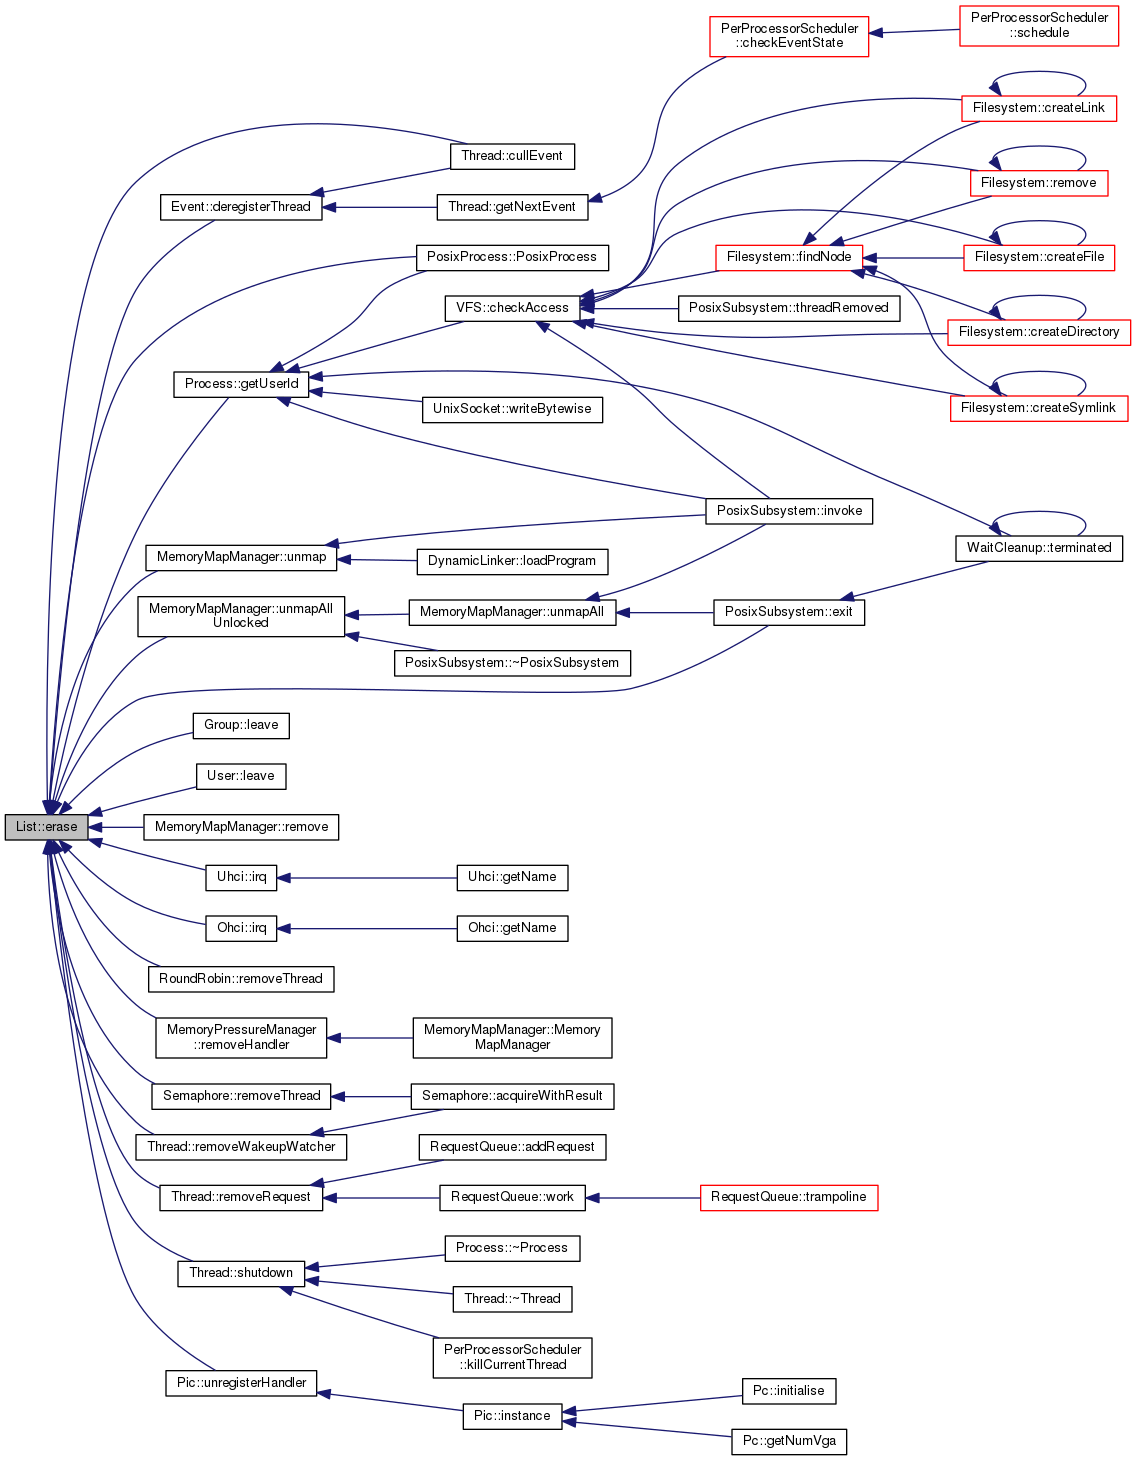 PerProcessorScheduler
::checkEventState
PerProcessorScheduler
::schedule
Filesystem::createLink
Thread::cullEvent
Filesystem::remove
Event::deregisterThread
Thread::getNextEvent
PosixProcess::PosixProcess
Filesystem::findNode
Filesystem::createFile
VFS::checkAccess
PosixSubsystem::threadRemoved
Filesystem::createDirectory
Process::getUserId
UnixSocket::writeBytewise
Filesystem::createSymlink
PosixSubsystem::invoke
MemoryMapManager::unmap
DynamicLinker::loadProgram
WaitCleanup::terminated
MemoryMapManager::unmapAll
Unlocked
MemoryMapManager::unmapAll
PosixSubsystem::exit
PosixSubsystem::~PosixSubsystem
Group::leave
User::leave
List::erase
MemoryMapManager::remove
Uhci::irq
Uhci::getName
Ohci::irq
Ohci::getName
RoundRobin::removeThread
MemoryPressureManager
::removeHandler
MemoryMapManager::Memory
MapManager
Semaphore::removeThread
Semaphore::acquireWithResult
Thread::removeWakeupWatcher
RequestQueue::addRequest
Thread::removeRequest
RequestQueue::work
RequestQueue::trampoline
Process::~Process
Thread::shutdown
Thread::~Thread
PerProcessorScheduler
::killCurrentThread
Pic::unregisterHandler
Pic::instance
Pc::initialise
Pc::getNumVga